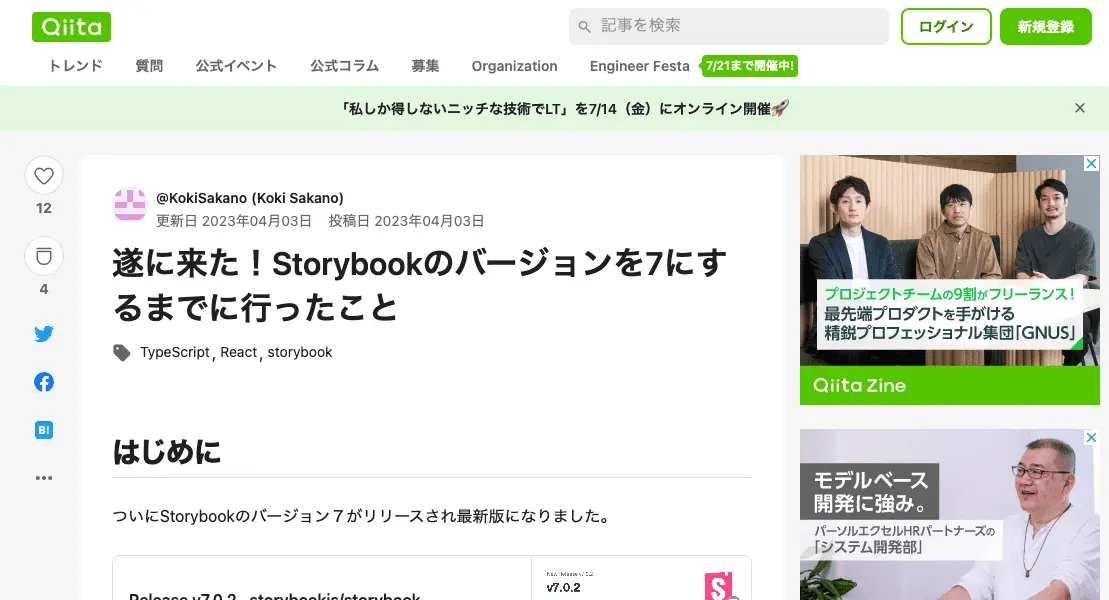 Qiita
記事を検索
ログイン
新規登録
トレンド 質問 公式イベント 公式コラム 募集 Organization Engineer Festa 7/21まで開催中!
「私しか得しないニッチな技術でLT」を7/14（金）にオンライン開催🚀
12
4
B!
@KokiSakano (Koki Sakano)
更新日 2023年04月03日 投稿日 2023年04月03日
遂に来た！Storybookのバージョンを7にす
るまでに行ったこと
TypeScript, React, storybook
はじめに
ついにStorybookのバージョン７がリリースされ最新版になりました。
Release v7.0.2 · storybookjs/storybook
New Release v7.0.2
v7.0.2
S
プロジェクトチームの9割がフリーランス！
最先端プロダクトを手がける
精鋭プロフェッショナル集団「GNUS」
Qiita Zine
モデルベース
開発に強み。
パーソルエクセルHRパートナーズの
「システム開発部」